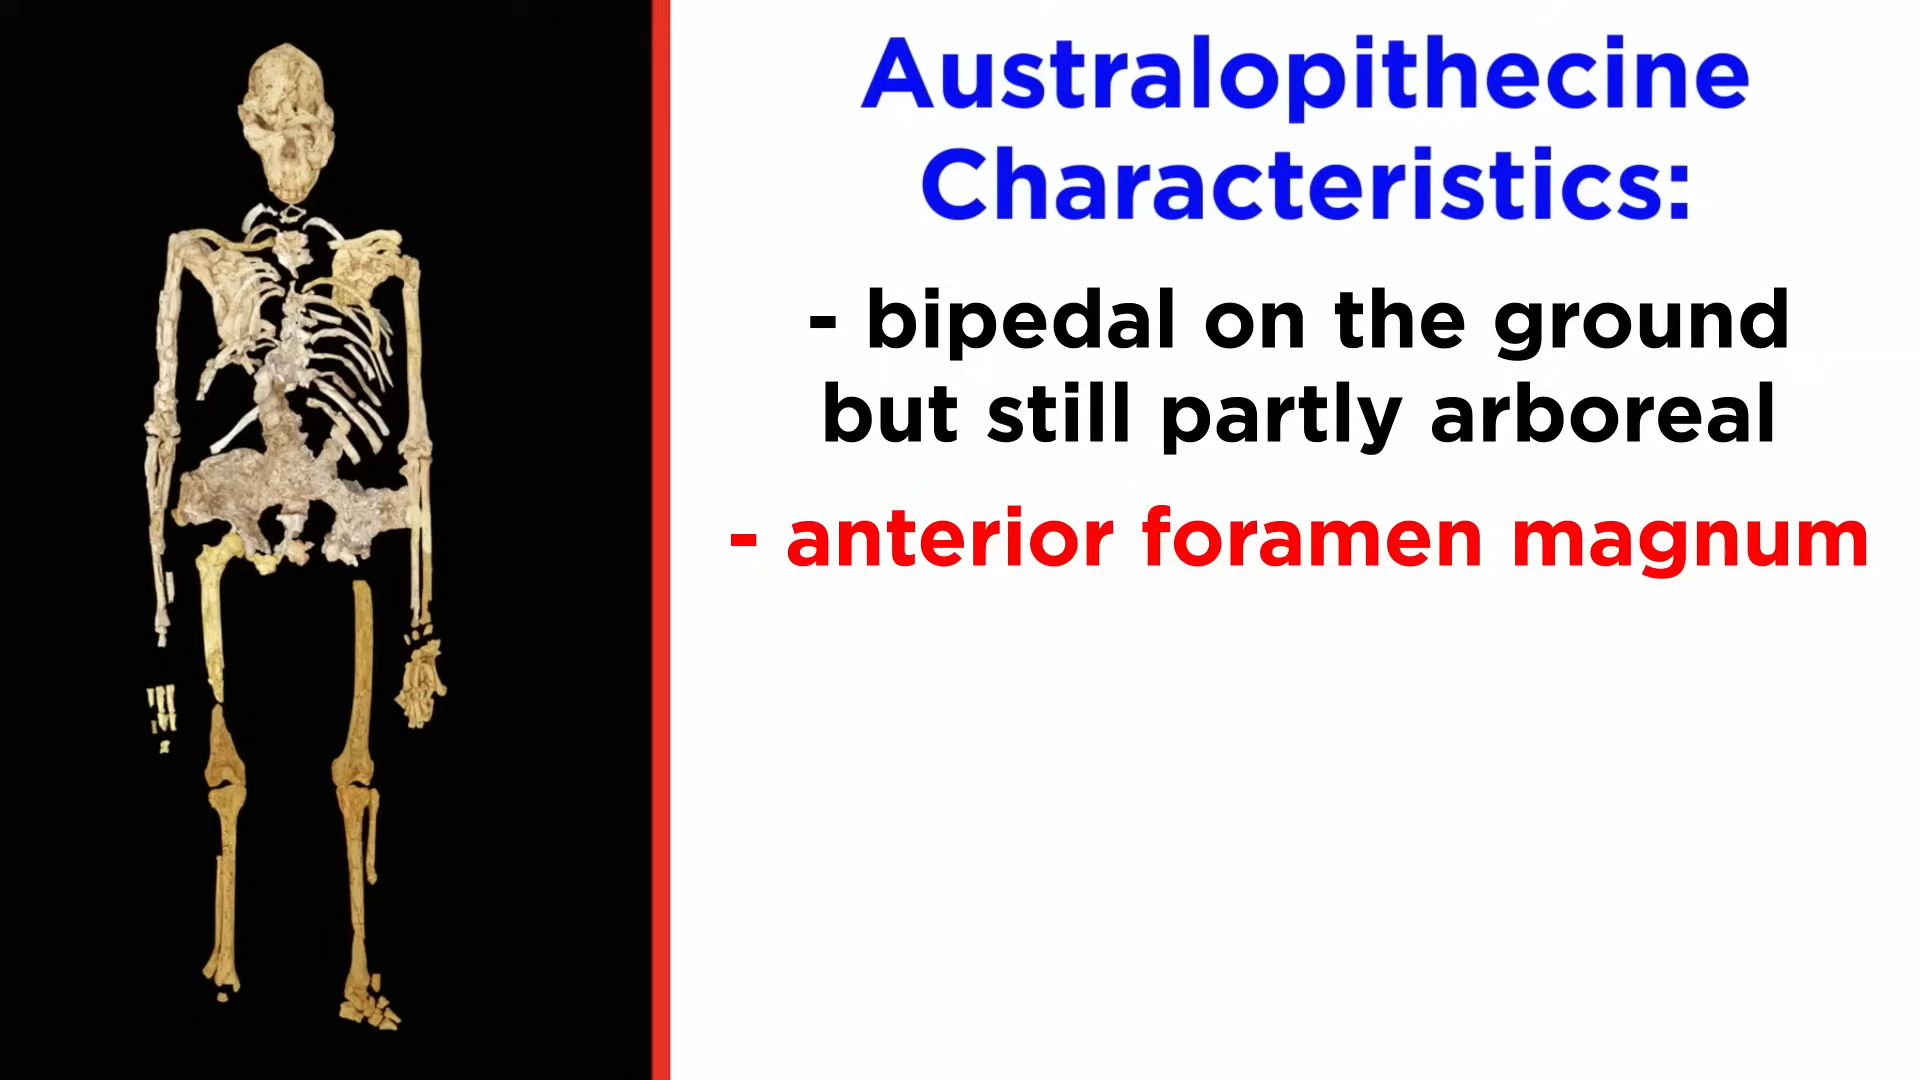 Australopithecine
Characteristics:
- bipedal on the ground
but still partly arboreal
- anterior foramen magnum